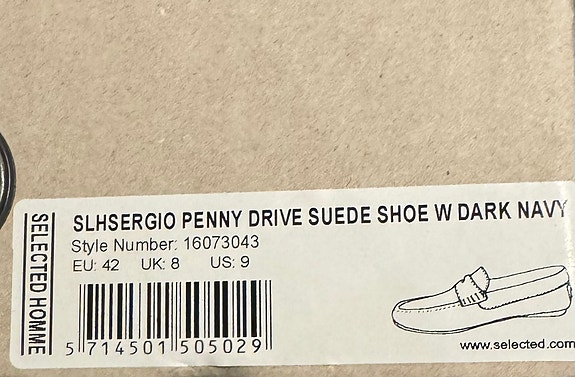 SELECTED HOMME
SLHSERGIO PENNY DRIVE SUEDE SHOE W DARK NAVY
Style Number: 16073043
EU: 42 UK: 8 US: 9
5 714501 505029
www.selected.com